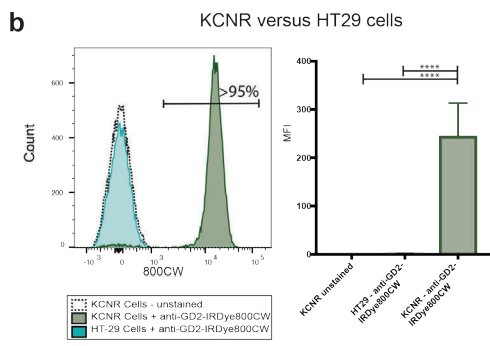 b
KCNR versus HT29 cells
Count
600
400
200
0
-10 3
0
10 3
10 4
10 5
800CW
>95%
KCNR Cells - unstained
KCNR Cells + anti-GD2-IRDye800CW
HT-29 Cells + anti-GD2-IRDye800CW
MFI
400
300
200
100
0
****
****
KCNR unstained
HT29 - anti-GD2-
IRDye800CW
KCNR - anti-GD2-
IRDye800CW